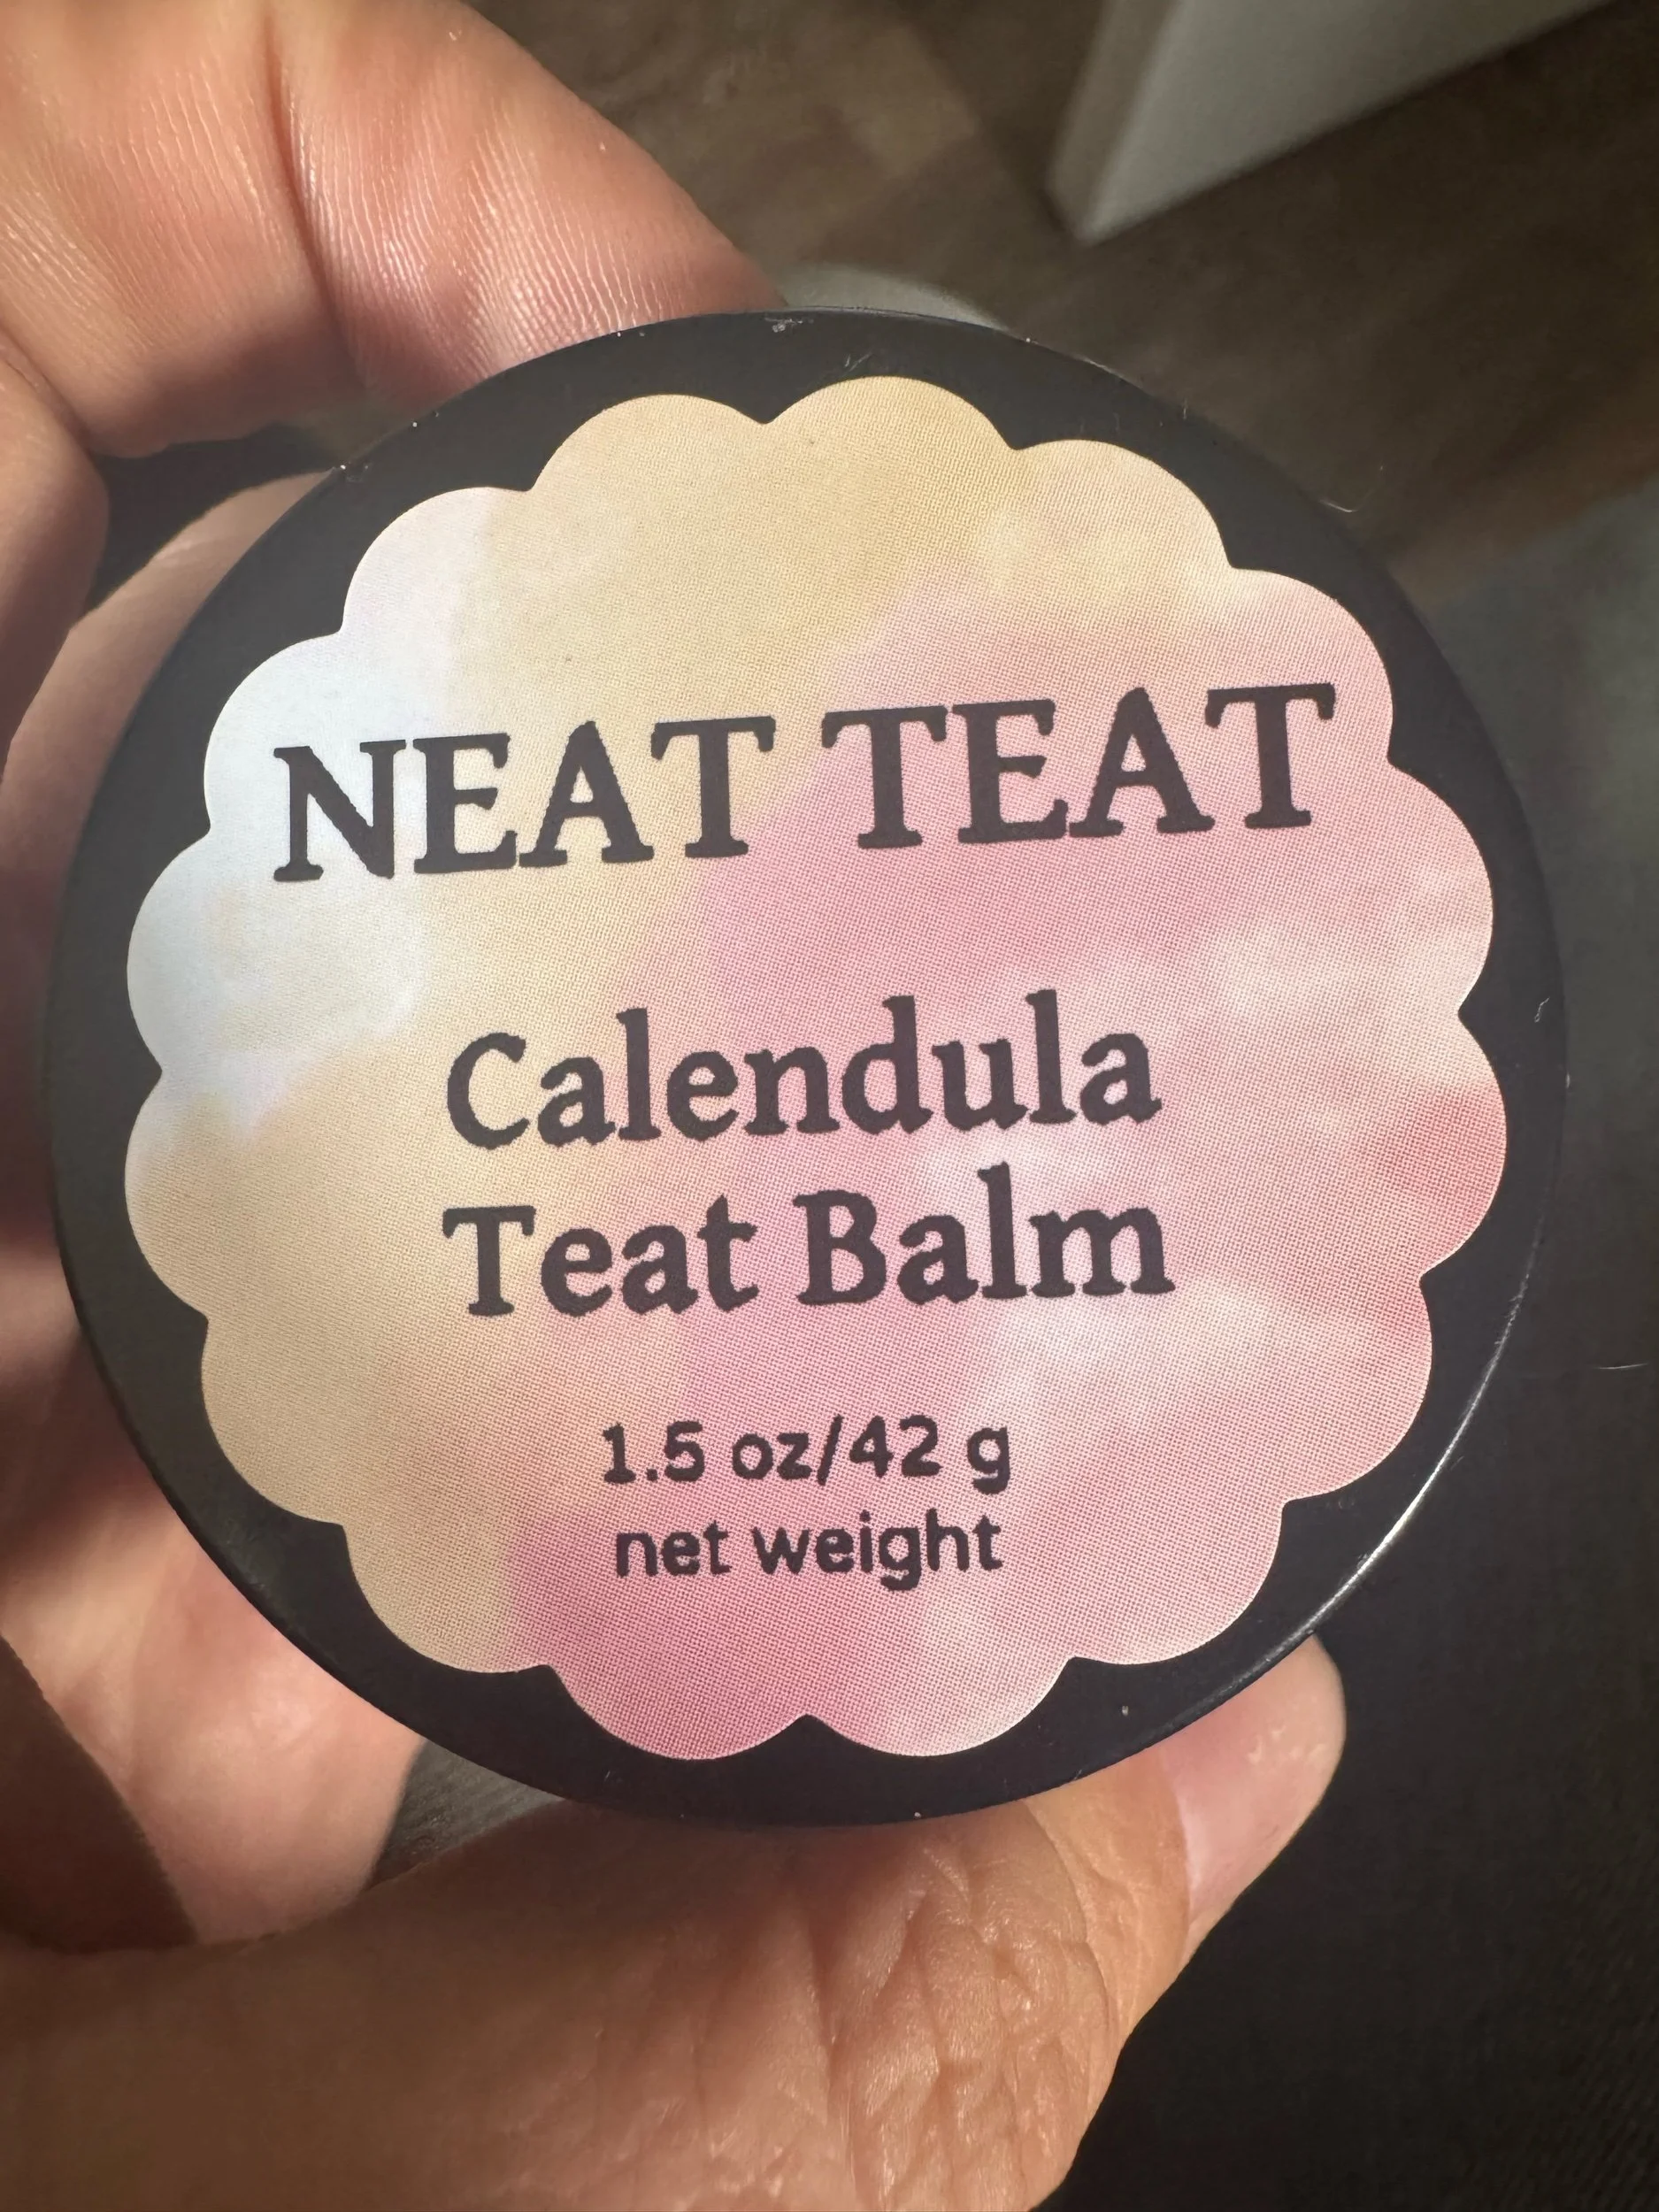 NEAT TEAT
Calendula
Teat Balm
1.5 oz/42 g
net weight